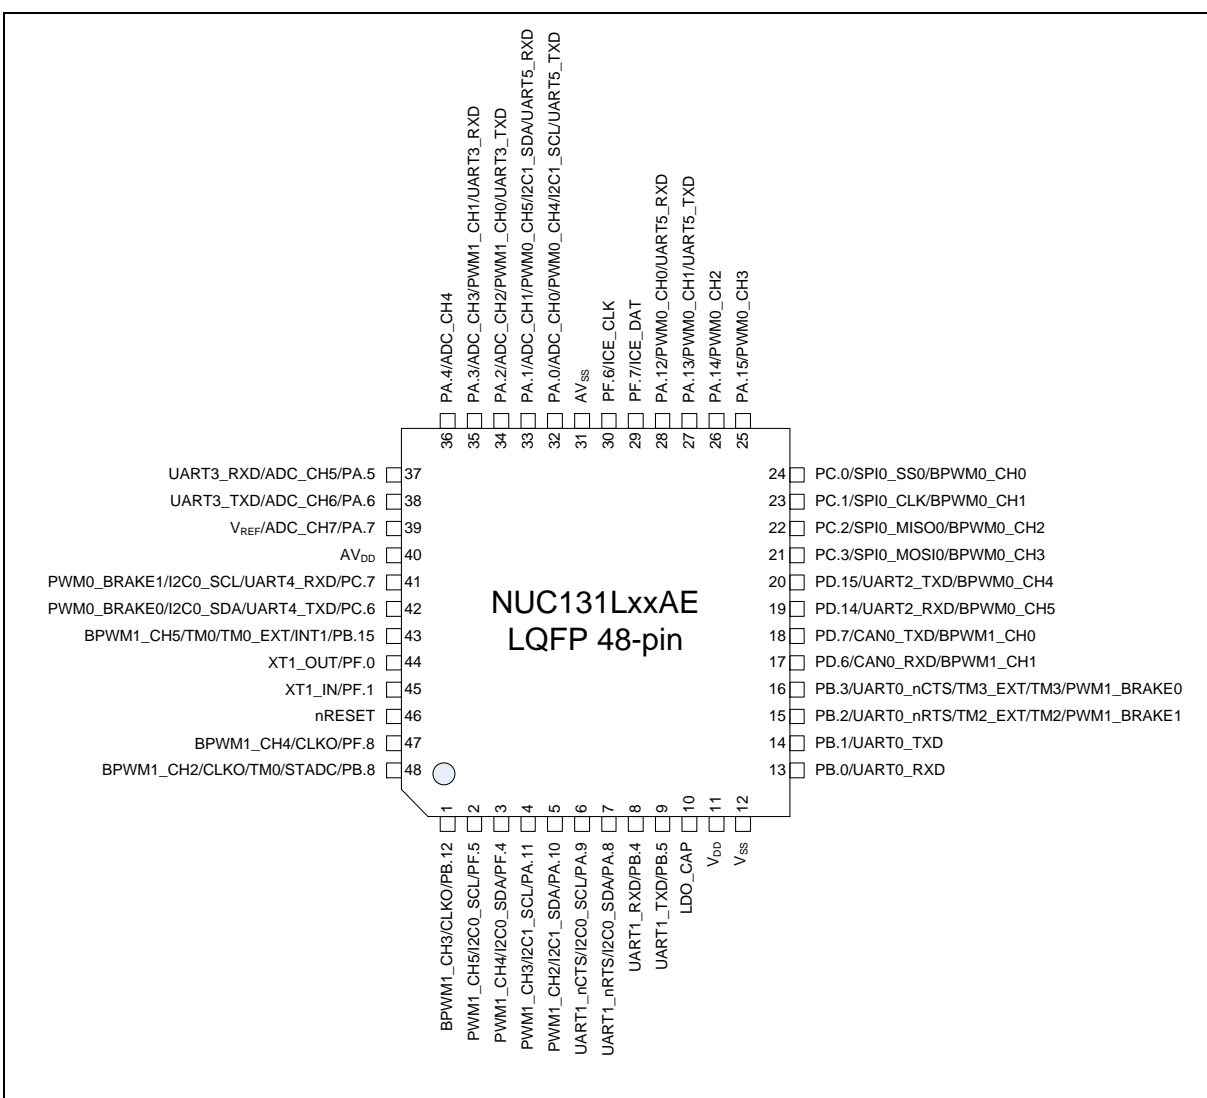 PA.4/ADC_CH4
PA.3/ADC_CH3/PWM1_CH1/UART3_RXD
PA.2/ADC_CH2/PWM1_CH0/UART3_TXD
PA.1/ADC_CH1/PWM0_CH5/I2C1_SDA/UART5_RXD
PA.0/ADC_CH0/PWM0_CH4/I2C1_SCL/UART5_TXD
AVSS
PF.6/ICE_CLK
PF.7/ICE_DAT
PA.12/PWM0_CH0/UART5_RXD
PA.13/PWM0_CH1/UART5_TXD
PA.14/PWM0_CH2
PA.15/PWM0_CH3
36 35 34 33 32 31 30 29 28 27 26 25
UART3_RXD/ADC_CH5/PA.5 37
UART3_TXD/ADC_CH6/PA.6 38
VREF/ADC_CH7/PA.7 39
AVDD 40
PWM0_BRAKE1/I2C0_SCL/UART4_RXD/PC.7 41
PWM0_BRAKE0/I2C0_SDA/UART4_TXD/PC.6 42
BPWM1_CH5/TM0/TM0_EXT/INT1/PB.15 43
XT1_OUT/PF.0 44
XT1_IN/PF.1 45
nRESET 46
BPWM1_CH4/CLKO/PF.8 47
BPWM1_CH2/CLKO/TM0/STADC/PB.8 48
NUC131LxxAE
LQFP 48-pin
24 PC.0/SPI0_SS0/BPWM0_CH0
23 PC.1/SPI0_CLK/BPWM0_CH1
22 PC.2/SPI0_MISO0/BPWM0_CH2
21 PC.3/SPI0_MOSI0/BPWM0_CH3
20 PD.15/UART2_TXD/BPWM0_CH4
19 PD.14/UART2_RXD/BPWM0_CH5
18 PD.7/CAN0_TXD/BPWM1_CH0
17 PD.6/CAN0_RXD/BPWM1_CH1
16 PB.3/UART0_nCTS/TM3_EXT/TM3/PWM1_BRAKE0
15 PB.2/UART0_nRTS/TM2_EXT/TM2/PWM1_BRAKE1
14 PB.1/UART0_TXD
13 PB.0/UART0_RXD
1 2 3 4 5 6 7 8 9 10 11 12
BPWM1_CH3/CLKO/PB.12
PWM1_CH5/I2C0_SCL/PF.5
PWM1_CH4/I2C0_SDA/PF.4
PWM1_CH3/I2C1_SCL/PA.11
PWM1_CH2/I2C1_SDA/PA.10
UART1_nCTS/I2C0_SCL/PA.9
UART1_nRTS/I2C0_SDA/PA.8
UART1_RXD/PB.4
UART1_TXD/PB.5
LDO_CAP
VDD
VSS